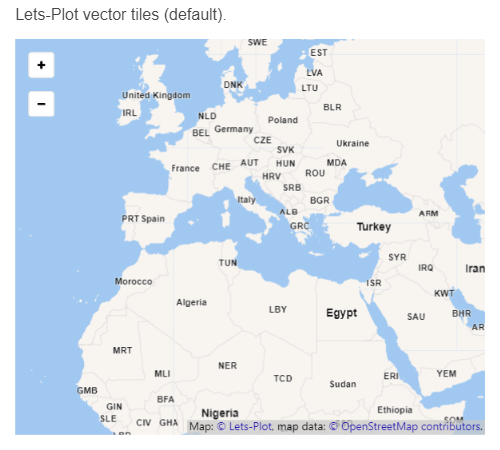 Lets-Plot vector tiles (default).
+
−
SWE
EST
LVA
DNK
LTU
United Kingdom
BLR
IRL
NLD
Poland
BEL
Germany
CZE
Ukraine
SVK
France
CHE
AUT
HUN
MDA
HRV
ROU
SRB
Italy
BGR
ALB
PRT
Spain
GRC
Turkey
ARM
TUN
SYR
IRQ
Iran
Morocco
ISR
KWT
Algeria
LBY
Egypt
SAU
BHR
AR
MRT
MLI
NER
TCD
Sudan
ERI
YEM
GMB
BFA
GIN
Nigeria
Ethiopia
SLE
CIV
GHA
SOM
Map: © Lets-Plot, map data: © OpenStreetMap contributors.